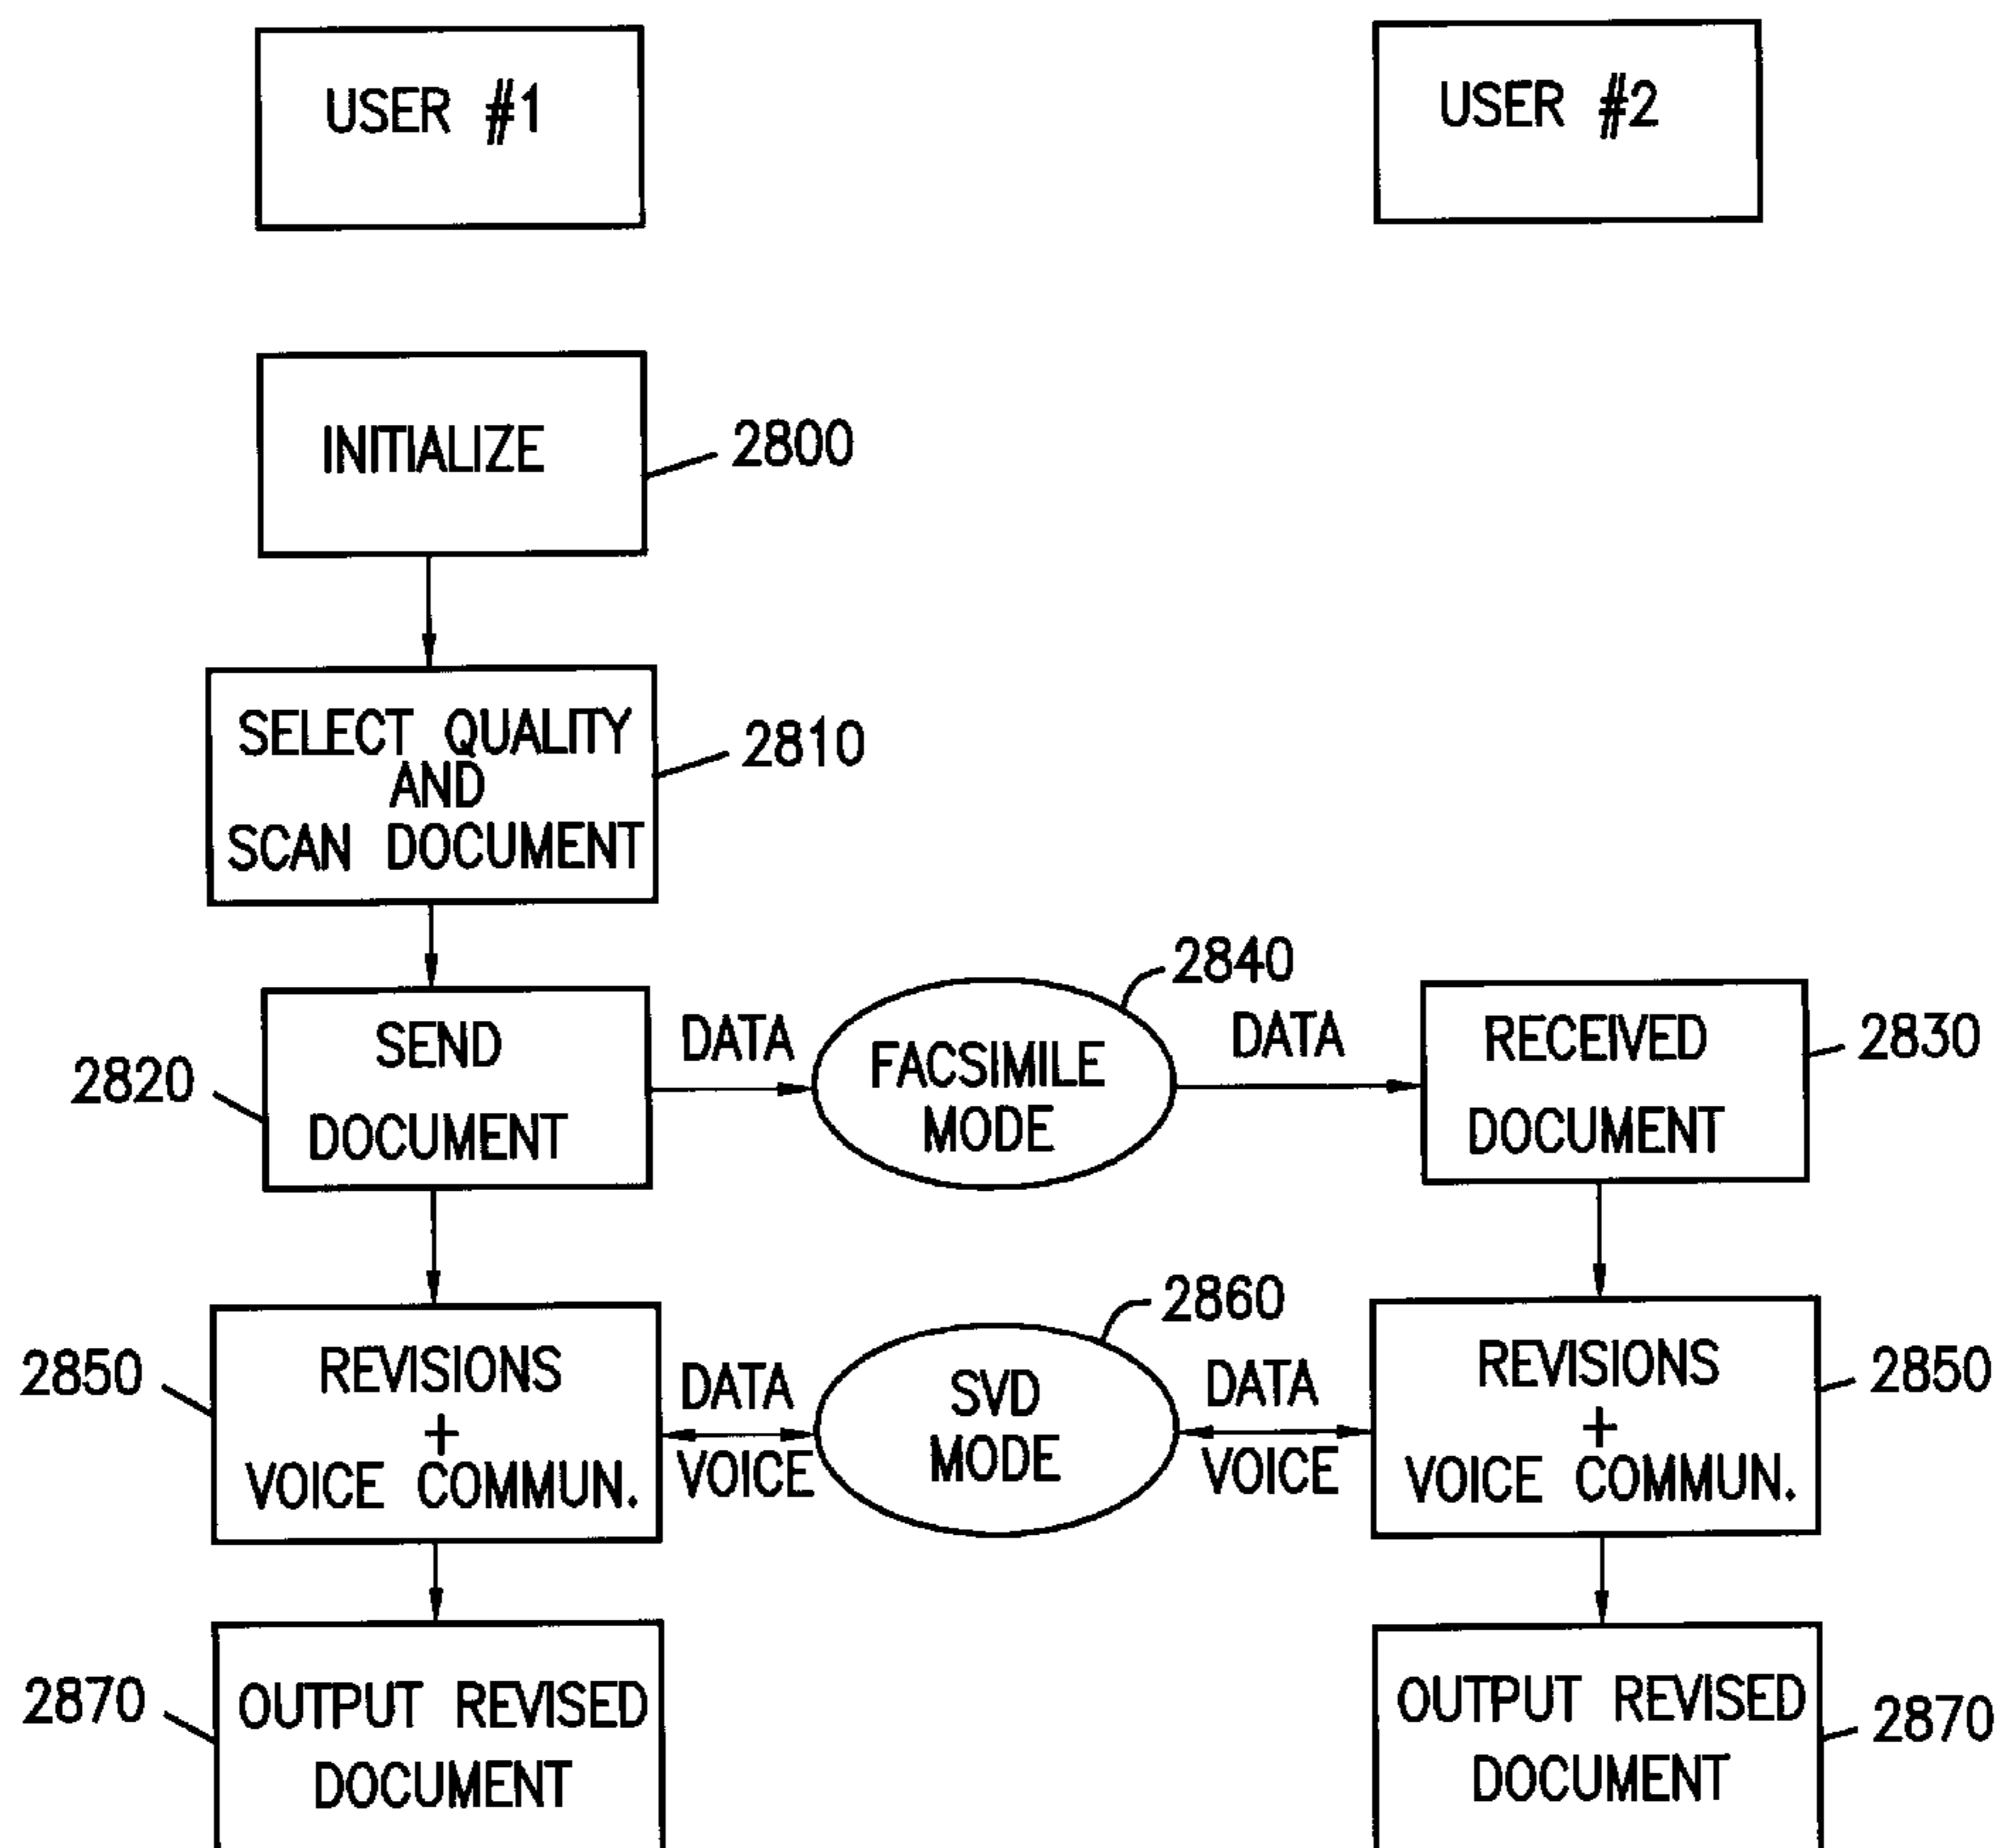 USER #1
USER #2
INITIALIZE
2800
SELECT QUALITY
AND
SCAN DOCUMENT
2810
SEND
DOCUMENT
2820
DATA
FACSIMILE
MODE
2840
DATA
RECEIVED
DOCUMENT
2830
REVISIONS
+
VOICE COMMUN.
2850
DATA
VOICE
SVD
MODE
2860
DATA
VOICE
REVISIONS
+
VOICE COMMUN.
2850
OUTPUT REVISED
DOCUMENT
2870
OUTPUT REVISED
DOCUMENT
2870